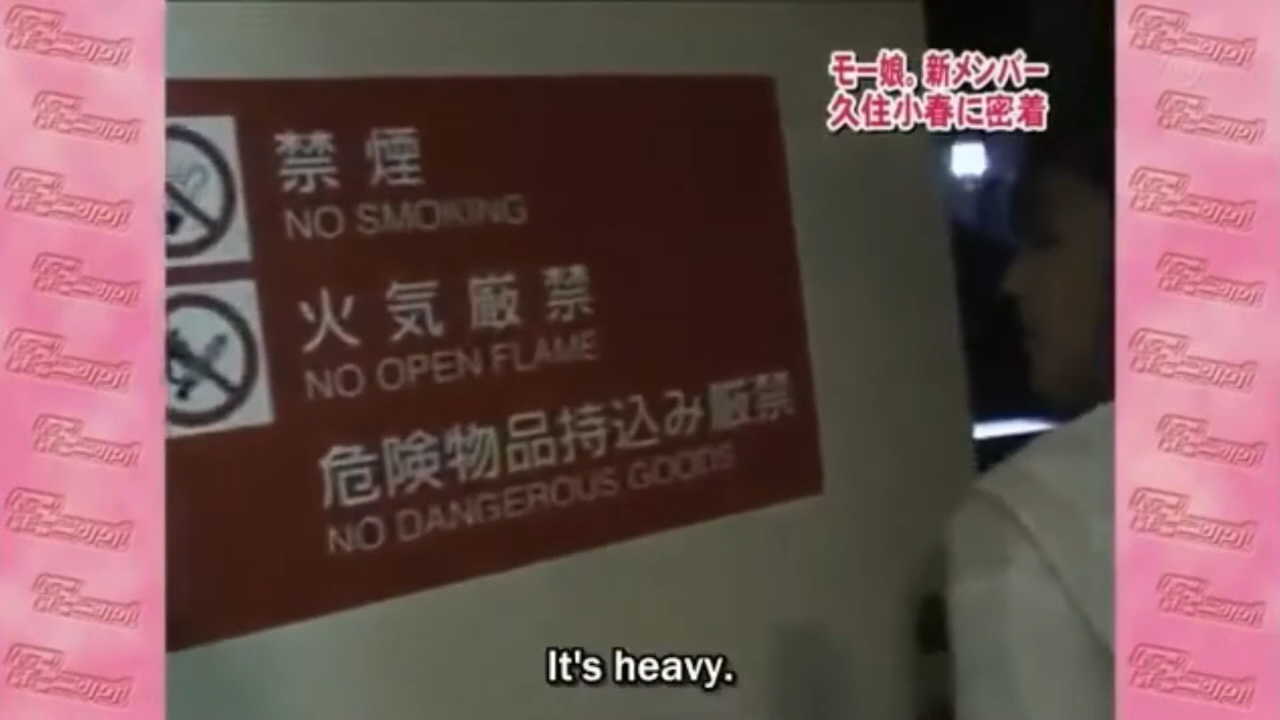 モー娘。新メンバー
久住小春に密着
禁煙
NO SMOKING
火気厳禁
NO OPEN FLAME
危険物品持込み厳禁
NO DANGEROUS GOODS
It's heavy.